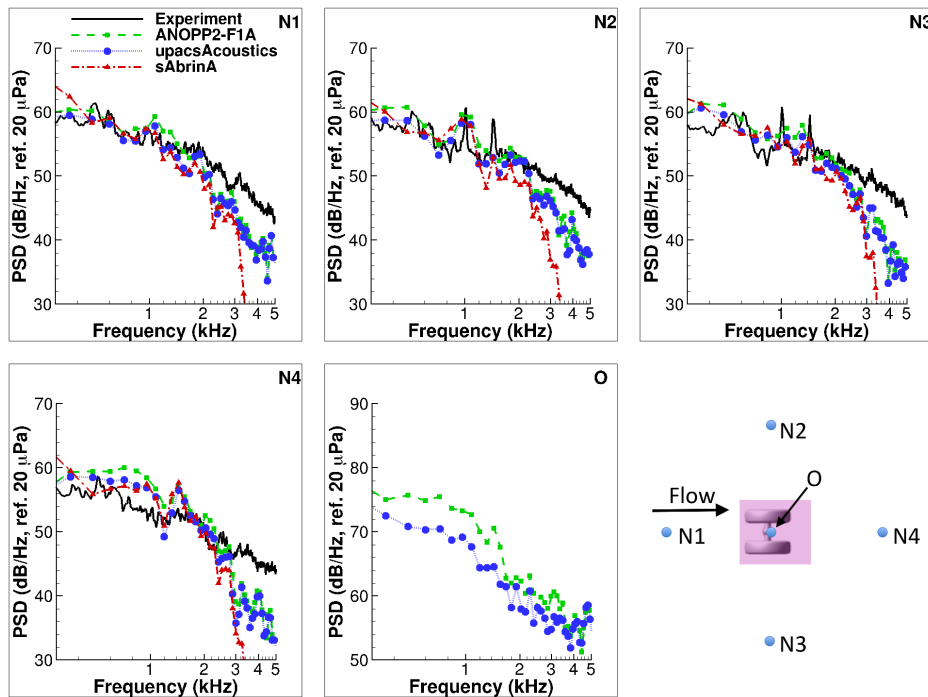 N1
Experiment
ANOPP2-F1A
upacsAcoustics
sAbrinA
PSD (dB/Hz, ref. 20 μPa)
70
60
50
40
30
1 2 3 4 5
Frequency (kHz)
N2
PSD (dB/Hz, ref. 20 μPa)
70
60
50
40
30
1 2 3 4 5
Frequency (kHz)
N3
PSD (dB/Hz, ref. 20 μPa)
70
60
50
40
30
1 2 3 4 5
Frequency (kHz)
N4
PSD (dB/Hz, ref. 20 μPa)
70
60
50
40
30
1 2 3 4 5
Frequency (kHz)
O
PSD (dB/Hz, ref. 20 μPa)
90
80
70
60
50
1 2 3 4 5
Frequency (kHz)
N2
Flow
O
N1
N4
N3